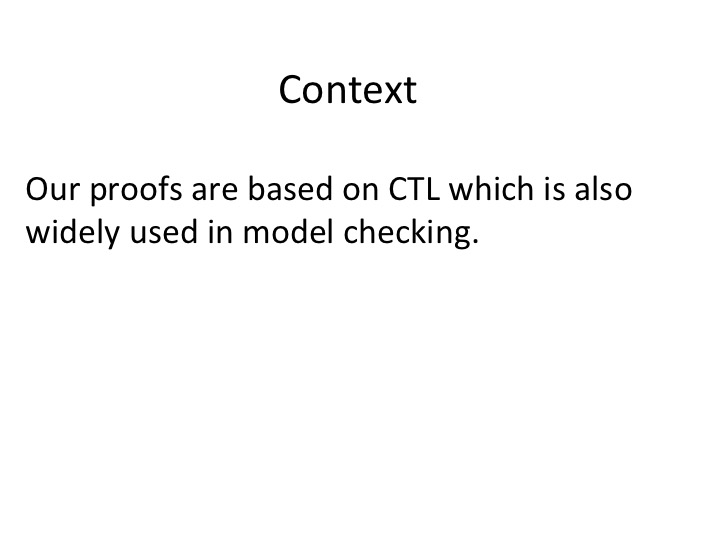 Context
Our proofs are based on CTL which is also
widely used in model checking.